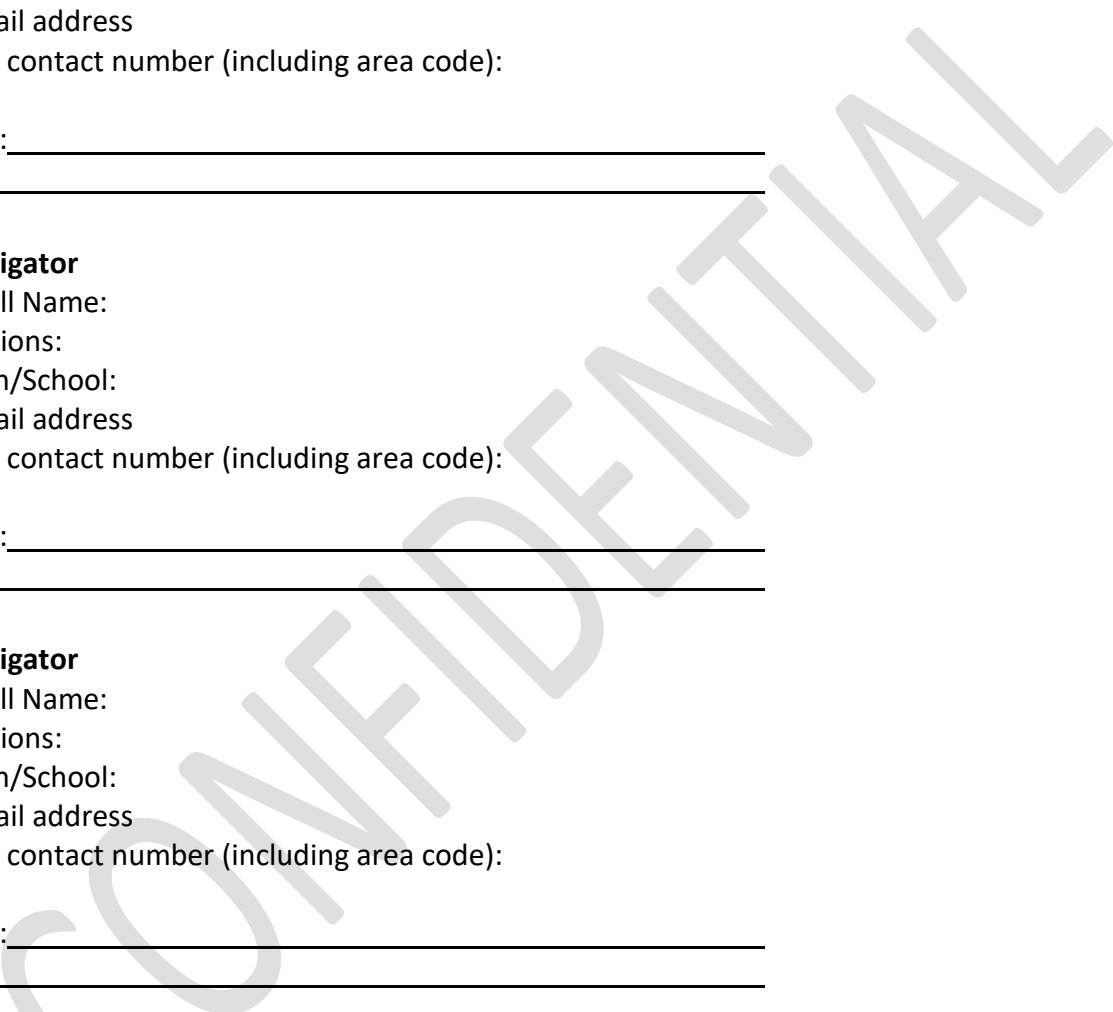 ail address
contact number (including area code):
:
igator
ll Name:
ions:
n/School:
ail address
contact number (including area code):
:
igator
ll Name:
ions:
n/School:
ail address
contact number (including area code):
:
CONFIDENTIAL